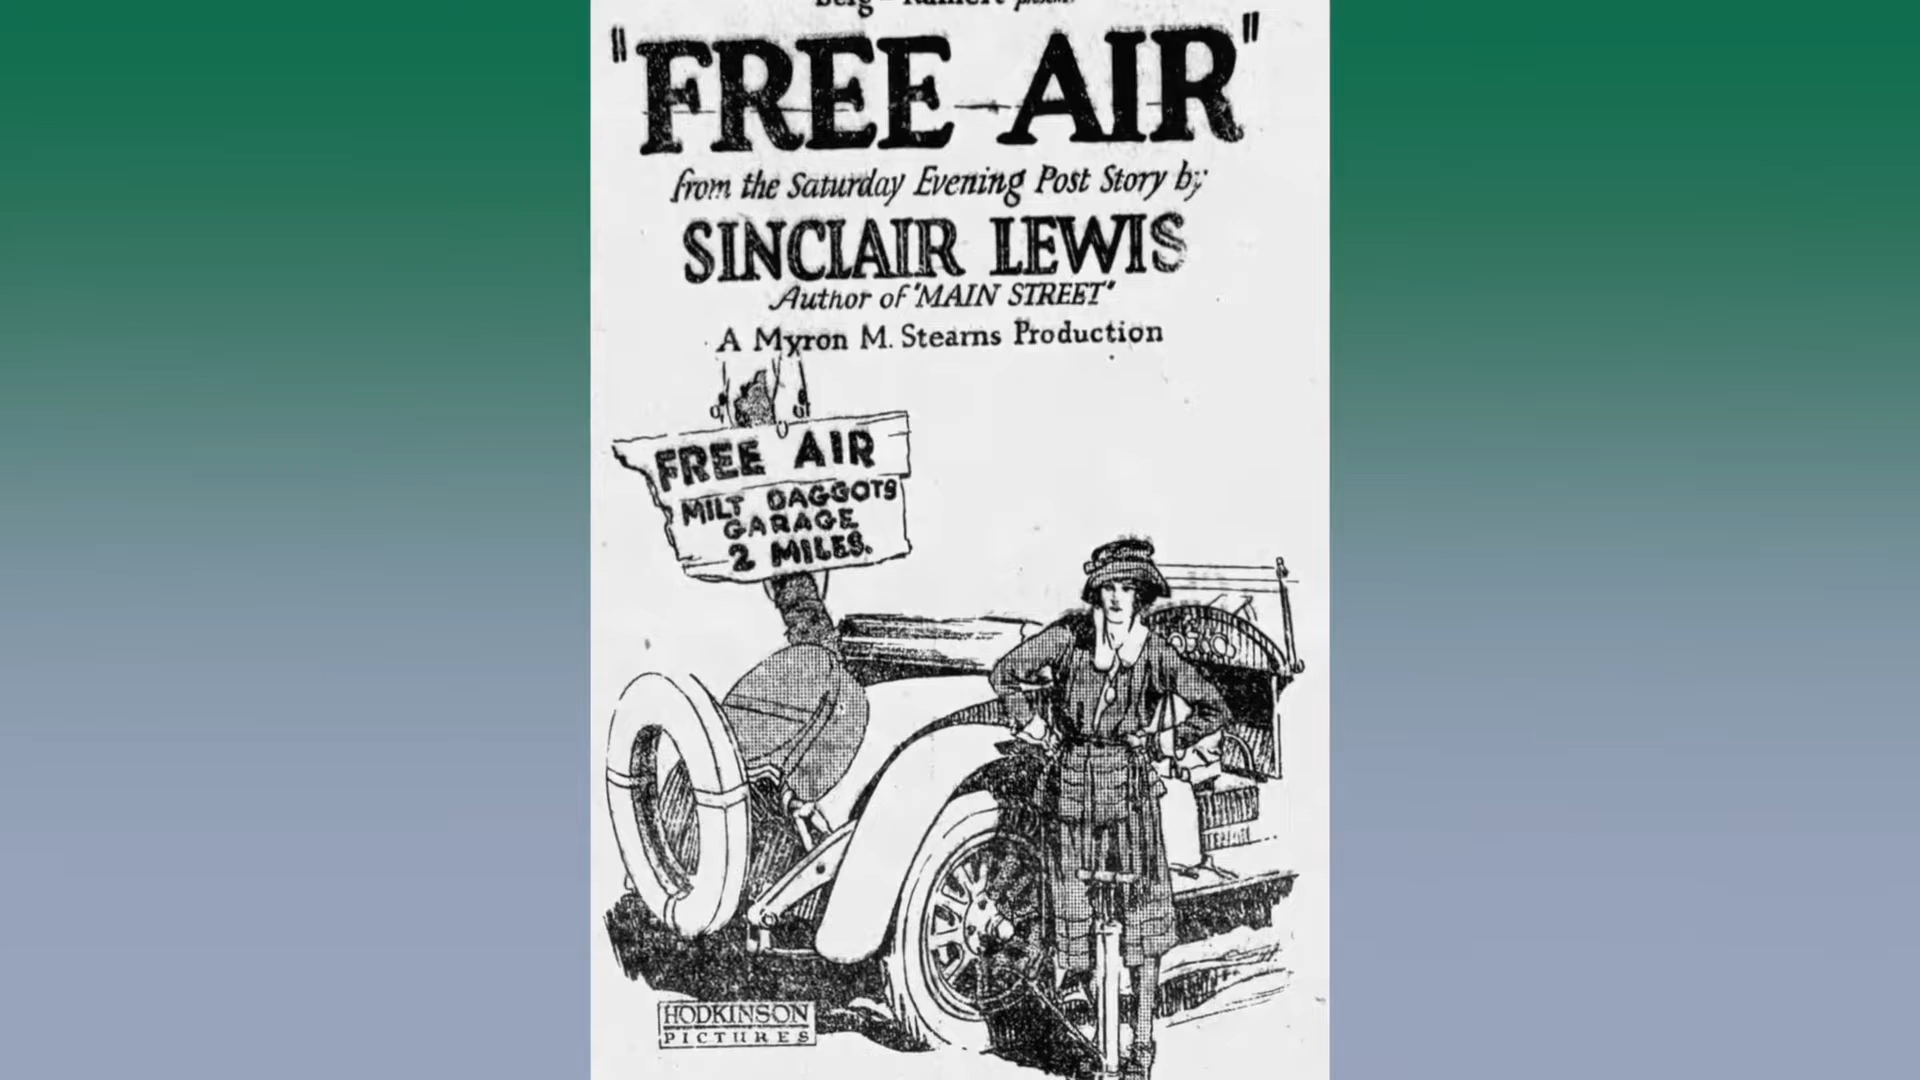 "FREE AIR"
from the Saturday Evening Post Story by
SINCLAIR LEWIS
Author of "MAIN STREET"
A Myron M. Stearns Production
FREE AIR
MILT DAGGOTS
GARAGE
2 MILES.
HODKINSON
PICTURES